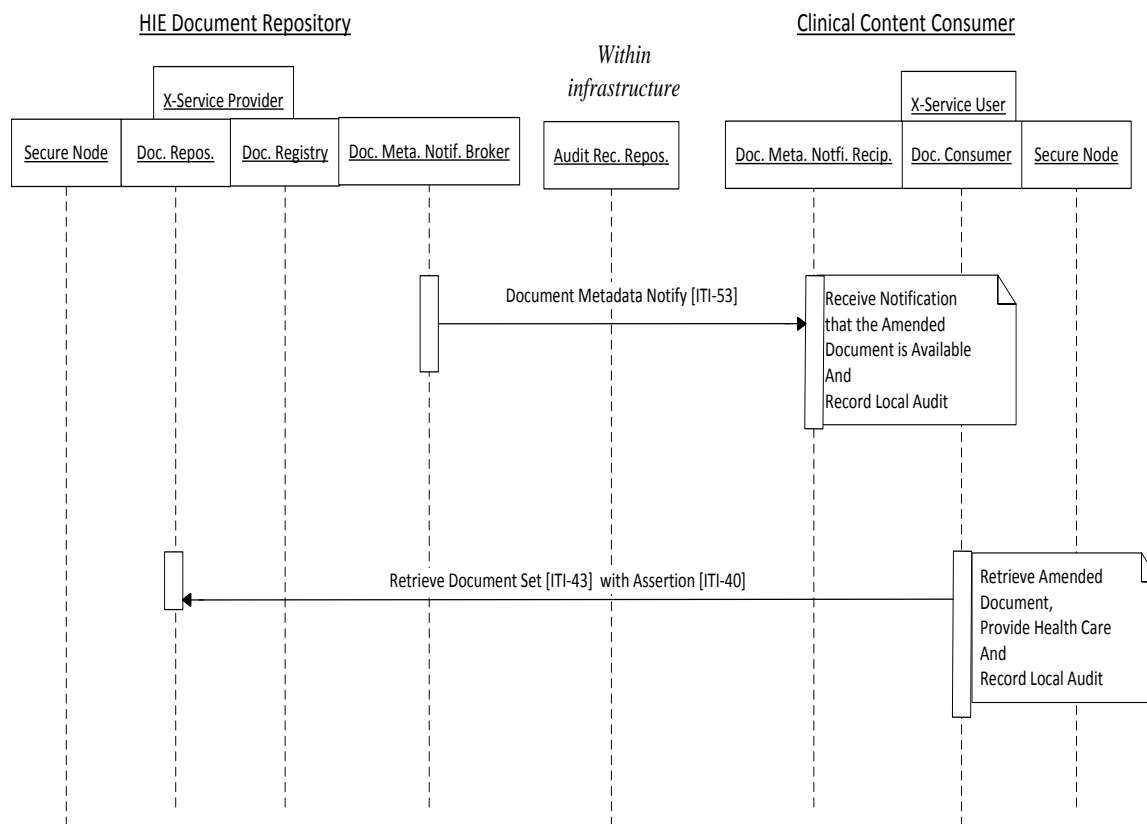 HIE Document Repository
Clinical Content Consumer
Within
infrastructure
X-Service Provider
X-Service User
Secure Node
Doc. Repos.
Doc. Registry
Doc. Meta. Notif. Broker
Audit Rec. Repos.
Doc. Meta. Notfi. Recip.
Doc. Consumer
Secure Node
Document Metadata Notify [ITI-53]
Receive Notification
that the Amended
Document is Available
And
Record Local Audit
Retrieve Document Set [ITI-43]  with Assertion [ITI-40]
Retrieve Amended
Document,
Provide Health Care
And
Record Local Audit